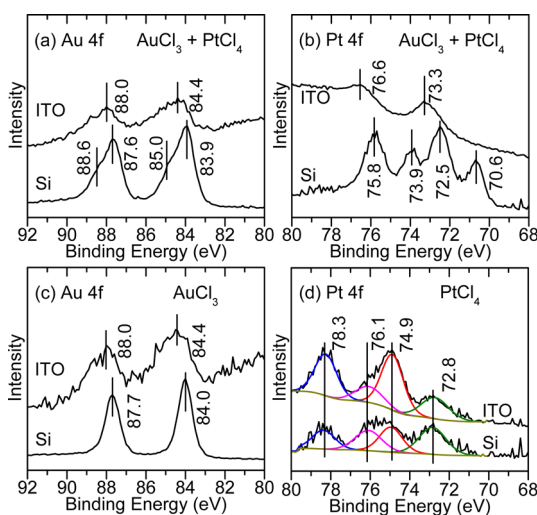 (a) Au 4f AuCl3 + PtCl4
ITO
88.0
84.4
Si
88.6
87.6
85.0
83.9
Intensity
92 90 88 86 84 82 80
Binding Energy (eV)
(b) Pt 4f AuCl3 + PtCl4
ITO
76.6
73.3
Si
75.8
73.9
72.5
70.6
Intensity
80 78 76 74 72 70 68
Binding Energy (eV)
(c) Au 4f AuCl3
ITO
88.0
84.4
Si
87.7
84.0
Intensity
92 90 88 86 84 82 80
Binding Energy (eV)
(d) Pt 4f PtCl4
78.3
76.1
74.9
72.8
ITO
Si
Intensity
80 78 76 74 72 70 68
Binding Energy (eV)